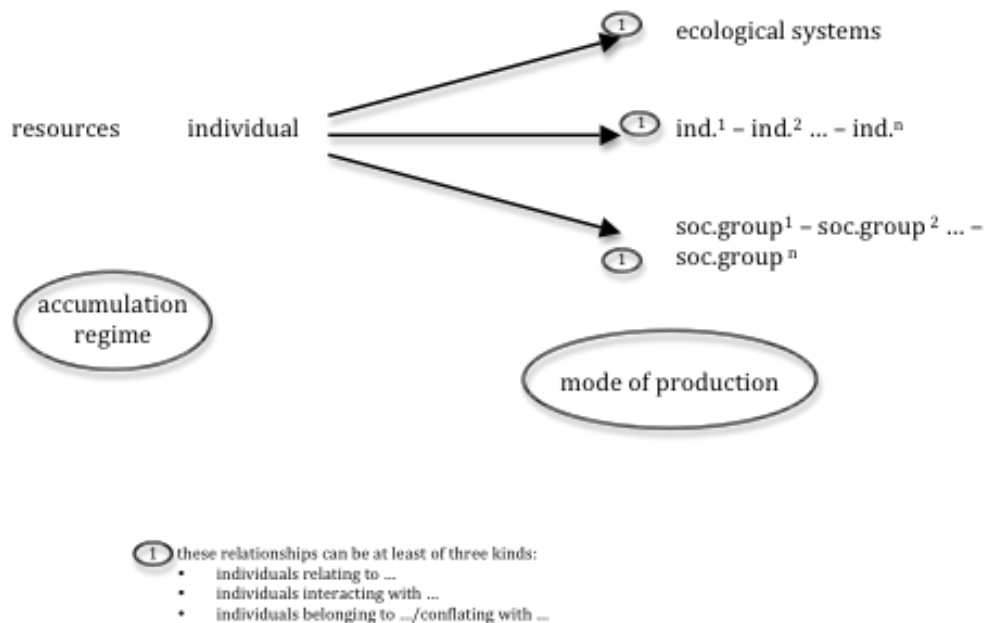 1 ecological systems
resources individual 1 ind.¹ – ind.² ... – ind.ⁿ
soc.group¹ – soc.group ² ... –
1 soc.group ⁿ
accumulation
regime
mode of production
1 these relationships can be at least of three kinds:
• individuals relating to ...
• individuals interacting with ...
• individuals belonging to .../conflating with ...